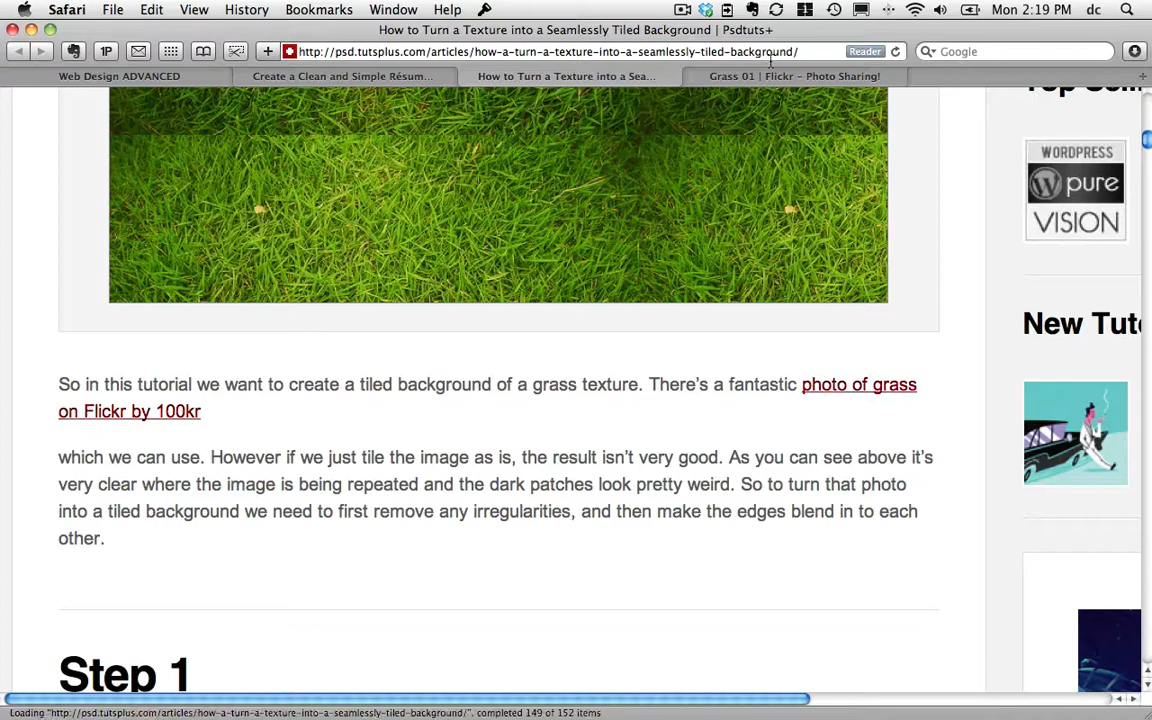 Safari File Edit View History Bookmarks Window Help Mon 2:19 PM dc
How to Turn a Texture into a Seamlessly Tiled Background | Psdtuts+
1P + http://psd.tutsplus.com/articles/how-a-turn-a-texture-into-a-seamlessly-tiled-background/ Reader Google
Web Design ADVANCED Create a Clean and Simple Résum... How to Turn a Texture into a Sea... Grass 01 | Flickr – Photo Sharing! +
WORDPRESS
W pure
VISION
New Tut
So in this tutorial we want to create a tiled background of a grass texture. There's a fantastic photo of grass
on Flickr by 100kr
which we can use. However if we just tile the image as is, the result isn't very good. As you can see above it's
very clear where the image is being repeated and the dark patches look pretty weird. So to turn that photo
into a tiled background we need to first remove any irregularities, and then make the edges blend in to each
other.
Step 1
Loading "http://psd.tutsplus.com/articles/how-a-turn-a-texture-into-a-seamlessly-tiled-background/", completed 149 of 152 items